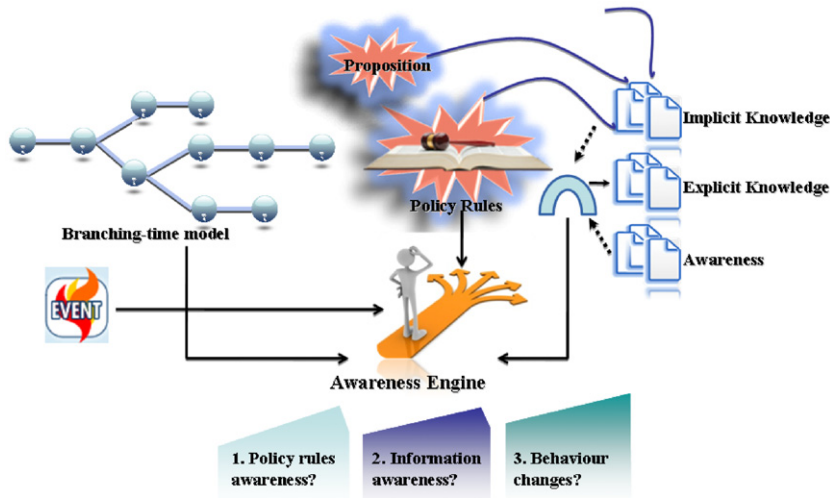 Proposition
Implicit Knowledge
Explicit Knowledge
Policy Rules
Branching-time model
Awareness
EVENT
Awareness Engine
1. Policy rules
awareness?
2. Information
awareness?
3. Behaviour
changes?